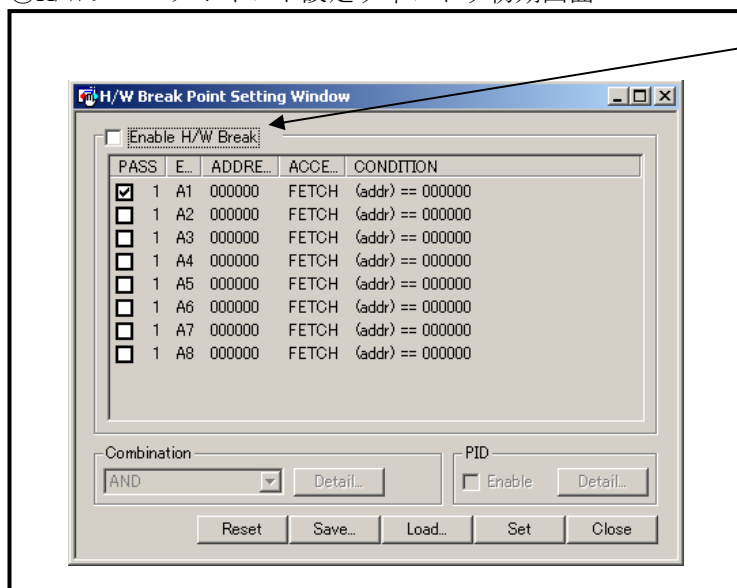 H/W Break Point Setting Window
Enable H/W Break
PASS E... ADDRE... ACCE... CONDITION
1 A1 000000 FETCH (addr) == 000000
1 A2 000000 FETCH (addr) == 000000
1 A3 000000 FETCH (addr) == 000000
1 A4 000000 FETCH (addr) == 000000
1 A5 000000 FETCH (addr) == 000000
1 A6 000000 FETCH (addr) == 000000
1 A7 000000 FETCH (addr) == 000000
1 A8 000000 FETCH (addr) == 000000
Combination PID
AND Detail... Enable Detail...
Reset Save... Load... Set Close